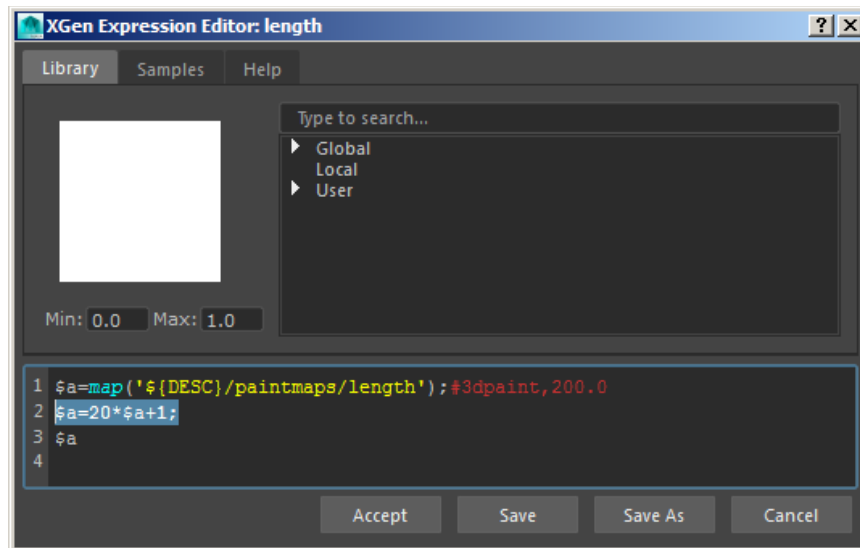 XGen Expression Editor: length
? X
Library Samples Help
Type to search...
Global
Local
User
Min: 0.0 Max: 1.0
1 $a=map('${DESC}/paintmaps/length');#3dpaint,200.0
2 $a=20*$a+1;
3 $a
4
Accept Save Save As Cancel